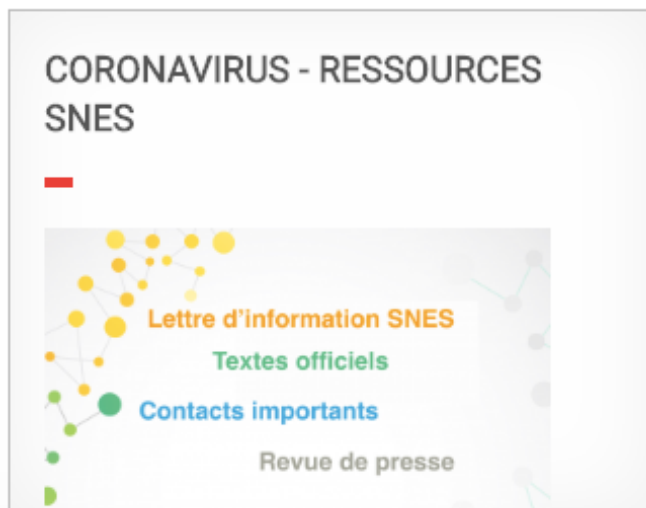 CORONAVIRUS - RESSOURCES
SNES
Lettre d'information SNES
Textes officiels
Contacts importants
Revue de presse